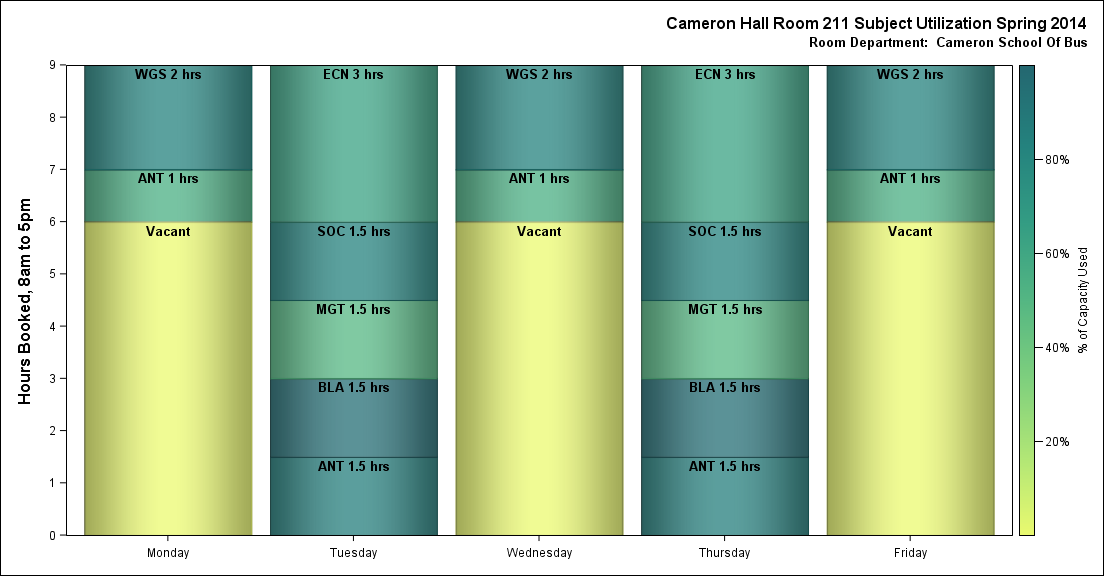 Cameron Hall Room 211 Subject Utilization Spring 2014
Room Department: Cameron School Of Bus
Hours Booked, 8am to 5pm
9
8
7
6
5
4
3
2
1
0
WGS 2 hrs
ANT 1 hrs
Vacant
Monday
ECN 3 hrs
SOC 1.5 hrs
MGT 1.5 hrs
BLA 1.5 hrs
ANT 1.5 hrs
Tuesday
WGS 2 hrs
ANT 1 hrs
Vacant
Wednesday
ECN 3 hrs
SOC 1.5 hrs
MGT 1.5 hrs
BLA 1.5 hrs
ANT 1.5 hrs
Thursday
WGS 2 hrs
ANT 1 hrs
Vacant
Friday
80%
60%
40%
20%
% of Capacity Used